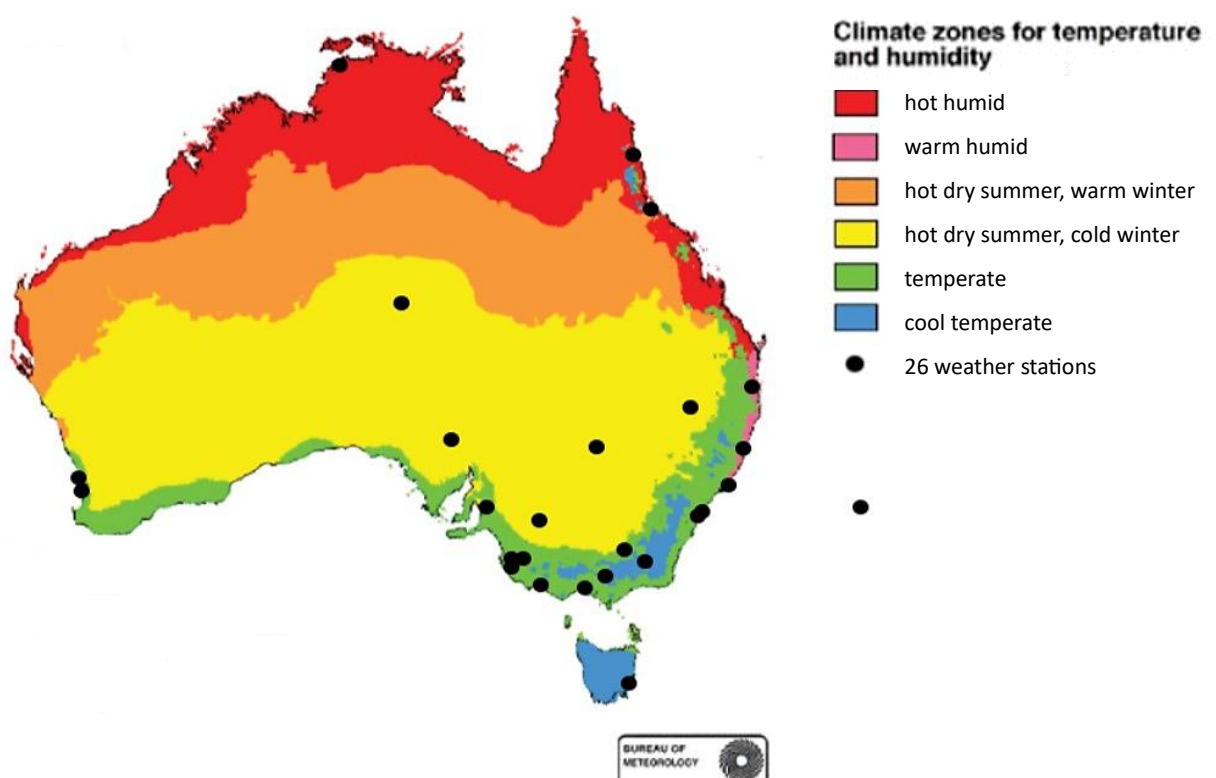 Climate zones for temperature
and humidity
hot humid
warm humid
hot dry summer, warm winter
hot dry summer, cold winter
temperate
cool temperate
26 weather stations
BUREAU OF
METEOROLOGY